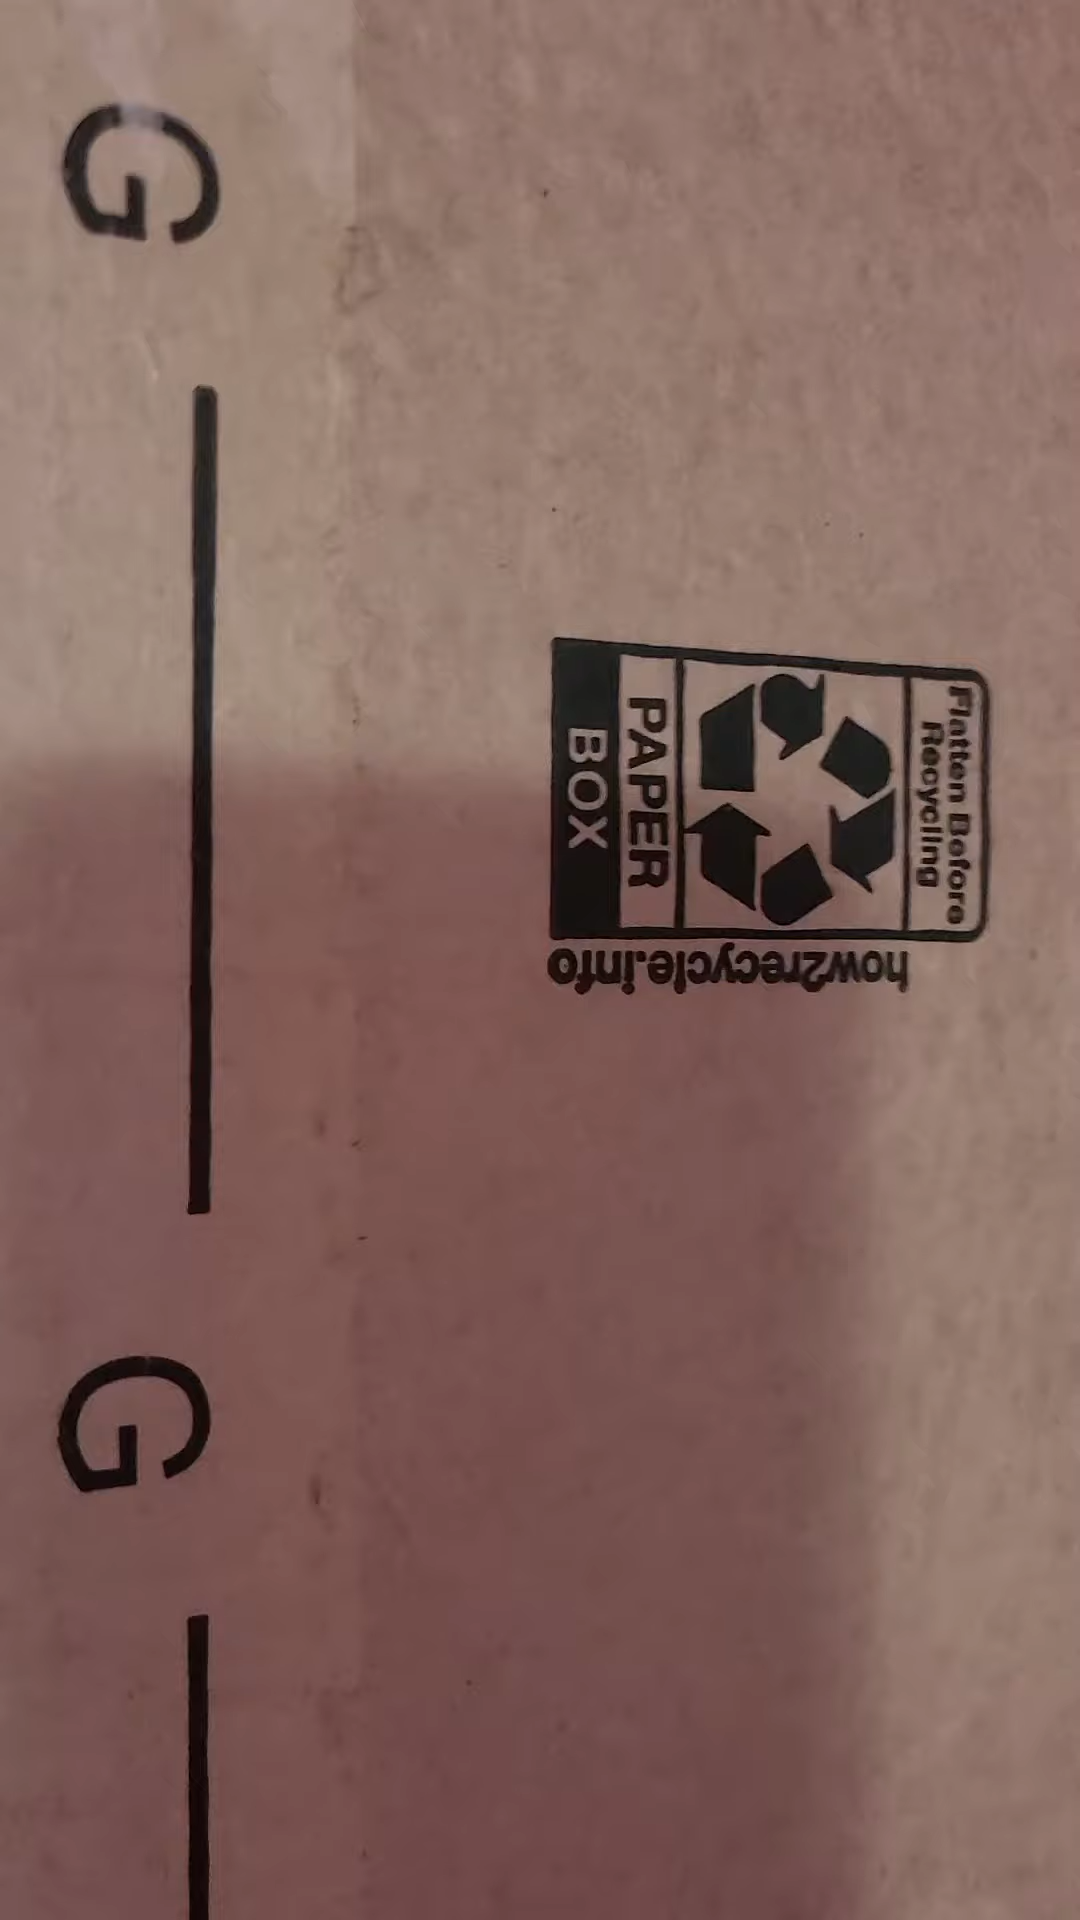 Flatten Before
Recycling
PAPER
BOX
how2recycle.info
G
G